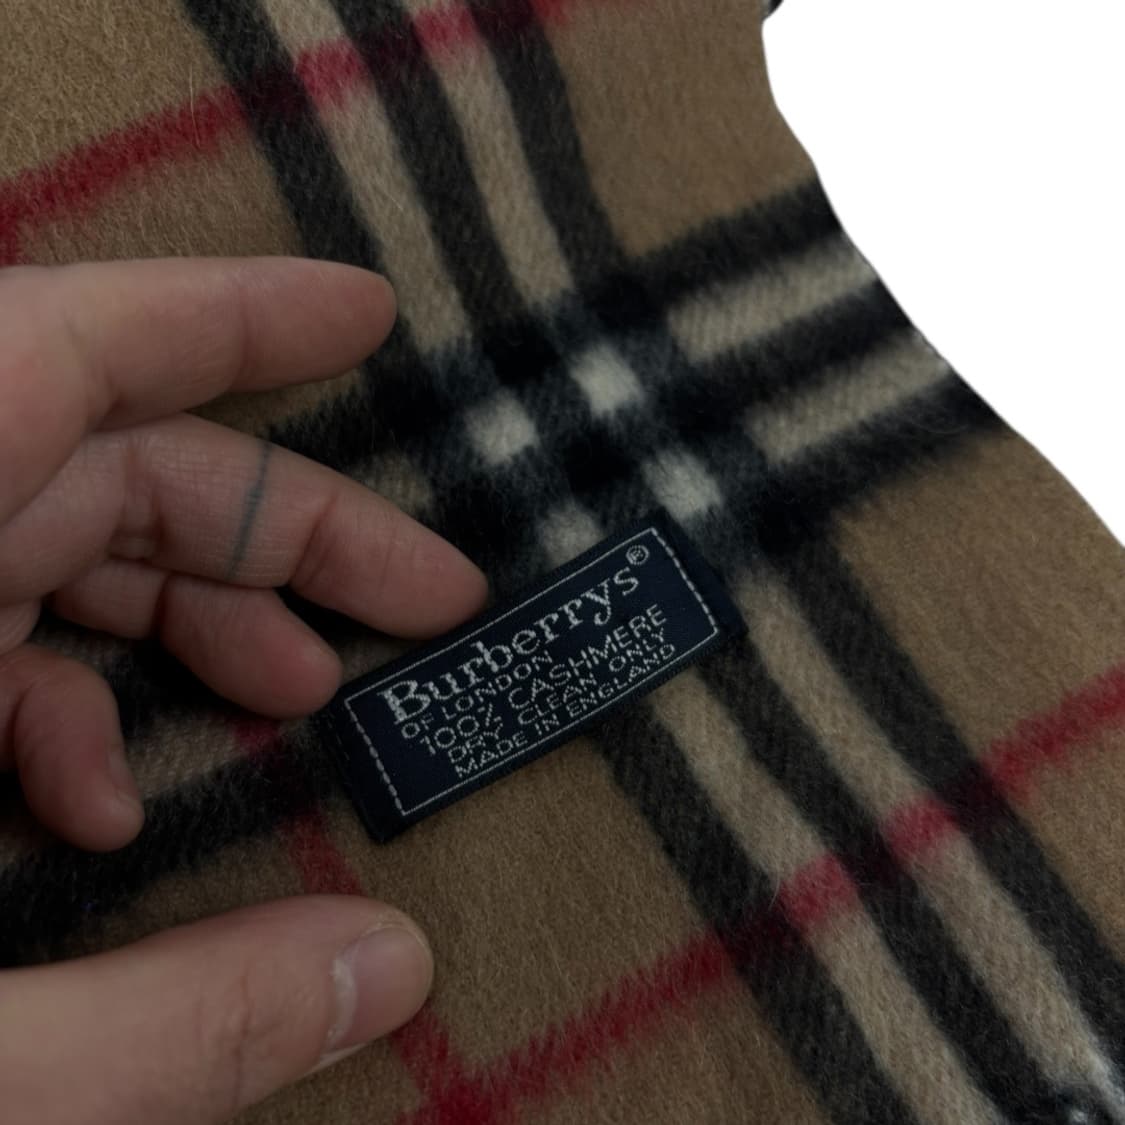 Burberrys®
OF LONDON
100% CASHMERE
DRY CLEAN ONLY
MADE IN ENGLAND